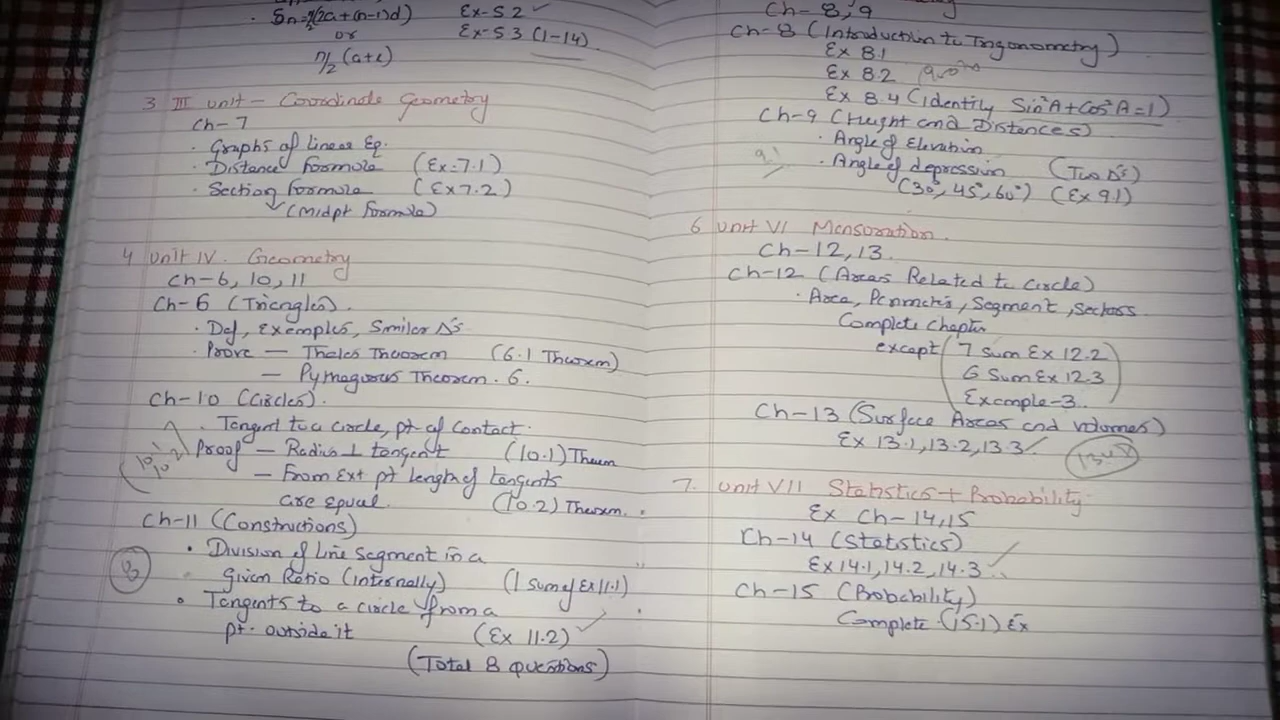 Sn=n/2(2a+(n-1)d)
Ex-5.2 ✓
or
Ex-5.3 (1-14)
n/2 (a+l)
3 III unit - Coordinate Geometry
Ch-7
· Graphs of linear Eq.
· Distance formula (Ex-7.1)
· Section formula (Ex 7.2)
(Midpt formula)
4 Unit IV. Geometry
Ch-6, 10, 11
Ch-6 (Triangles).
· Def, Examples, Similar Δ's
· Prove — Thales Theorem (6.1 Theorem)
— Pythagorous Theorem. 6.
Ch-10 (Circles).
· Tangent to a circle, pt of Contact.
10.1
10.2
Proof — Radius ⊥ tangent (10.1) Theorem
— From Ext pt length of tangents
are equal. (10.2) Theorem.
Ch-11 (Constructions)
• Division of Line Segment in a
given Ratio (internally) (1 sum of Ex 11.1)
8
• Tangents to a circle from a
pt. outside it (Ex 11.2) ✓
(Total 8 questions)
Ch-8, 9
Ch-8 (Introduction to Trigonometry)
Ex 8.1
Ex 8.2
Ex 8.4 (identity Sin²A+Cos²A=1)
Ch-9 (Height and Distances)
· Angle of Elevation
· Angle of depression (Two Δ's)
(30°, 45°, 60°) (Ex 9.1)
6 Unit VI Mensuration.
Ch-12, 13.
Ch-12 (Areas Related to circle)
· Area, Perimeters, Segment, Sectors
Complete chapter
except (7 sum Ex 12.2
6 Sum Ex 12.3
Example-3.)
Ch-13 (Surface Areas and volumes)
Ex 13.1, 13.2, 13.3 ✓
7. Unit VII Statistics + Probability
Ex Ch-14, 15
Ch-14 (Statistics)
Ex 14.1, 14.2, 14.3 ✓
Ch-15 (Probability)
Complete (15.1) Ex